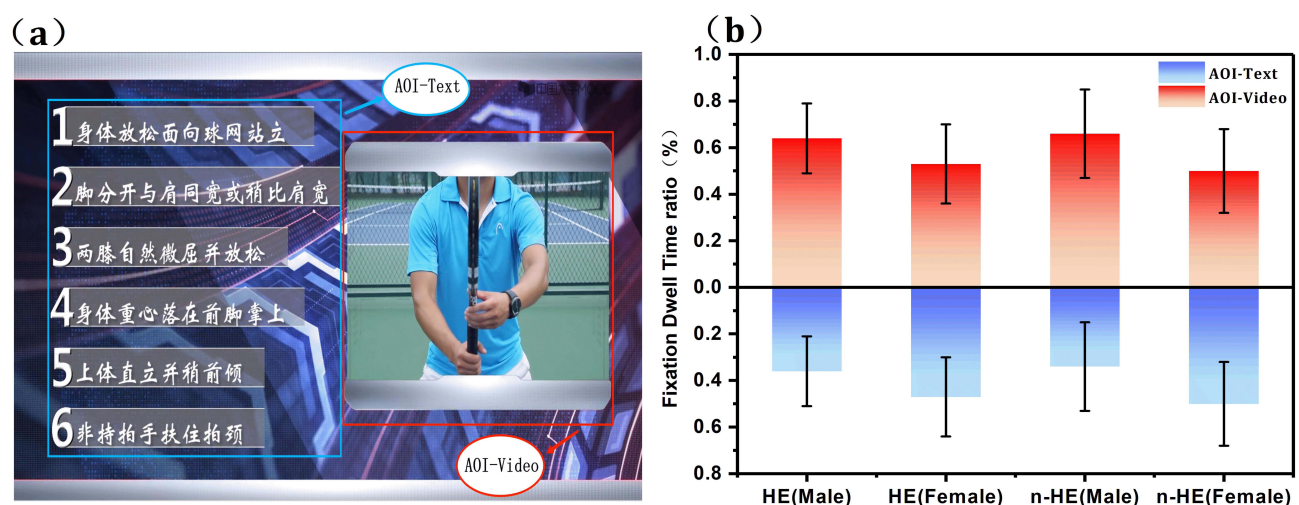 (a)
AOI-Text
1身体放松面向球网站立
2脚分开与肩同宽或稍比肩宽
3两膝自然微屈并放松
4身体重心落在前脚掌上
5上体直立并稍前倾
6非持拍手扶住拍颈
AOI-Video
(b)
Fixation Dwell Time ratio (%)
1.0
0.8
0.6
0.4
0.2
0.0
0.2
0.4
0.6
0.8
AOI-Text
AOI-Video
HE(Male) HE(Female) n-HE(Male) n-HE(Female)